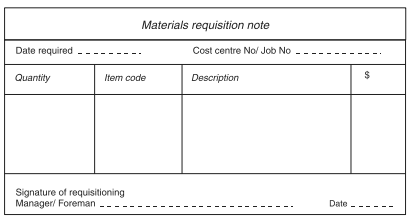 Materials requisition note
Date required Cost centre No/ Job No
Quantity Item code Description $
Signature of requisitioning
Manager/ Foreman Date